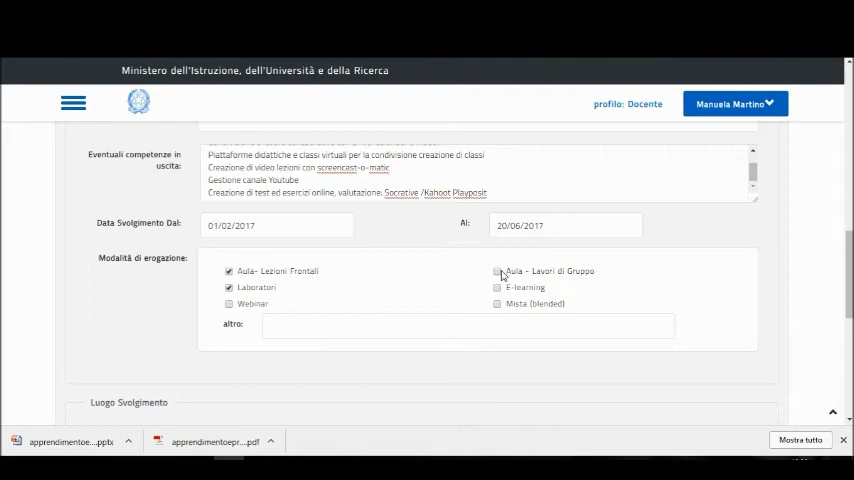 Ministero dell'Istruzione, dell'Università e della Ricerca
profilo: Docente
Manuela Martino
Eventuali competenze in uscita:
Piattaforme didattiche e classi virtuali per la condivisione creazione di classi
Creazione di video lezioni con screencast-o-matic
Gestione canale Youtube
Creazione di test ed esercizi online, valutazione: Socrative /Kahoot Playposit
Data Svolgimento Dal: 01/02/2017 Al: 20/06/2017
Modalità di erogazione:
Aula- Lezioni Frontali Aula - Lavori di Gruppo
Laboratori E-learning
Webinar Mista (blended)
altro:
Luogo Svolgimento
apprendimentoe....pptx apprendimentoepr....pdf Mostra tutto